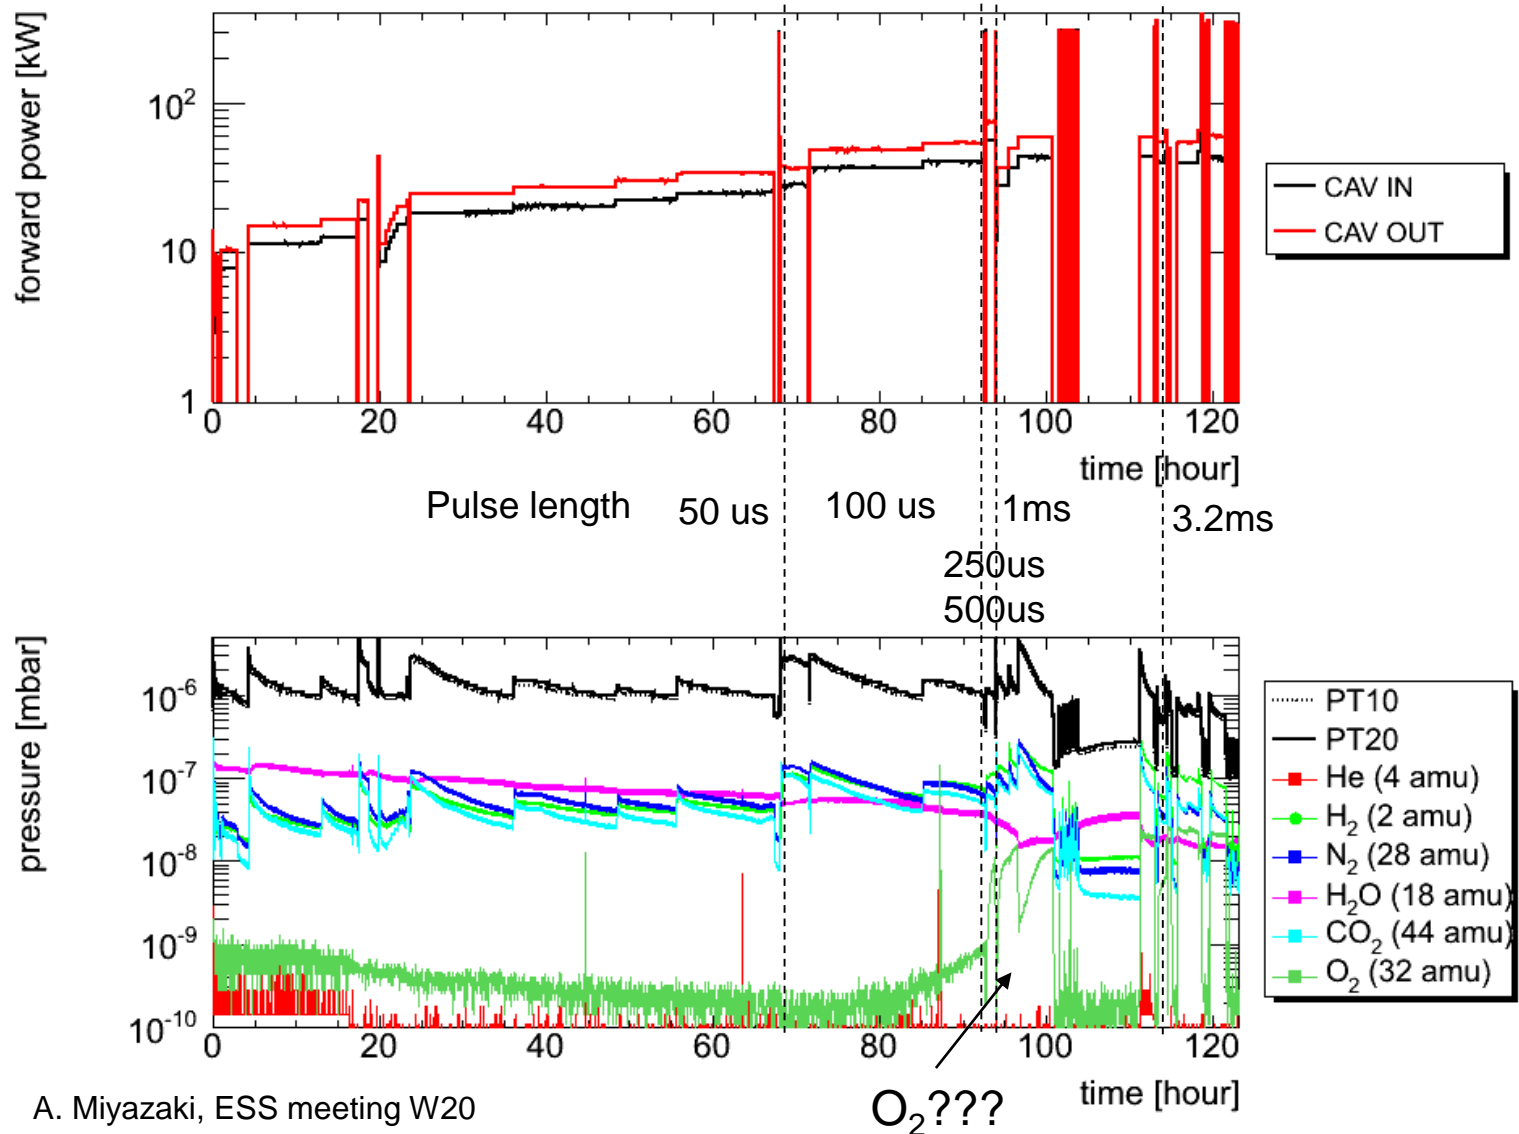 forward power [kW]
10²
10
1
0 20 40 60 80 100 120
time [hour]
CAV IN
CAV OUT
Pulse length 50 us 100 us 1ms 3.2ms
250us
500us
pressure [mbar]
10⁻⁶
10⁻⁷
10⁻⁸
10⁻⁹
10⁻¹⁰
0 20 40 60 80 100 120
time [hour]
PT10
PT20
He (4 amu)
H₂ (2 amu)
N₂ (28 amu)
H₂O (18 amu)
CO₂ (44 amu)
O₂ (32 amu)
O₂???
A. Miyazaki, ESS meeting W20